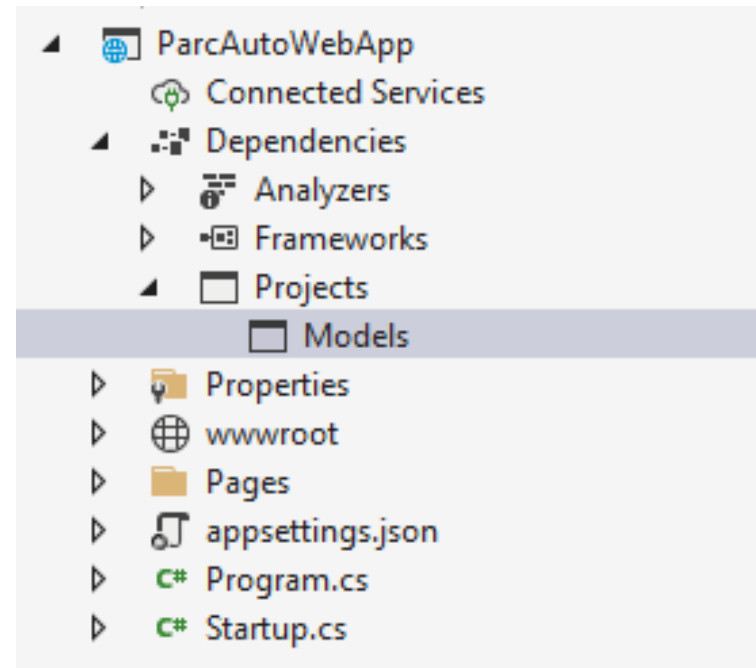 ParcAutoWebApp
Connected Services
Dependencies
Analyzers
Frameworks
Projects
Models
Properties
wwwroot
Pages
appsettings.json
C# Program.cs
C# Startup.cs